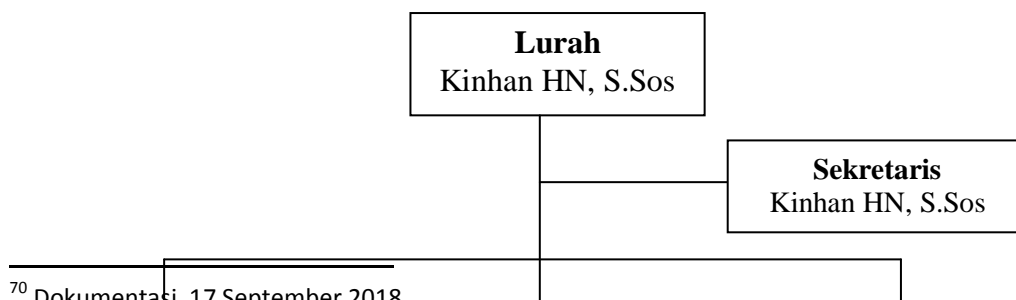 Lurah
Kinhan HN, S.Sos
Sekretaris
Kinhan HN, S.Sos
70 Dokumentasi, 17 September 2018